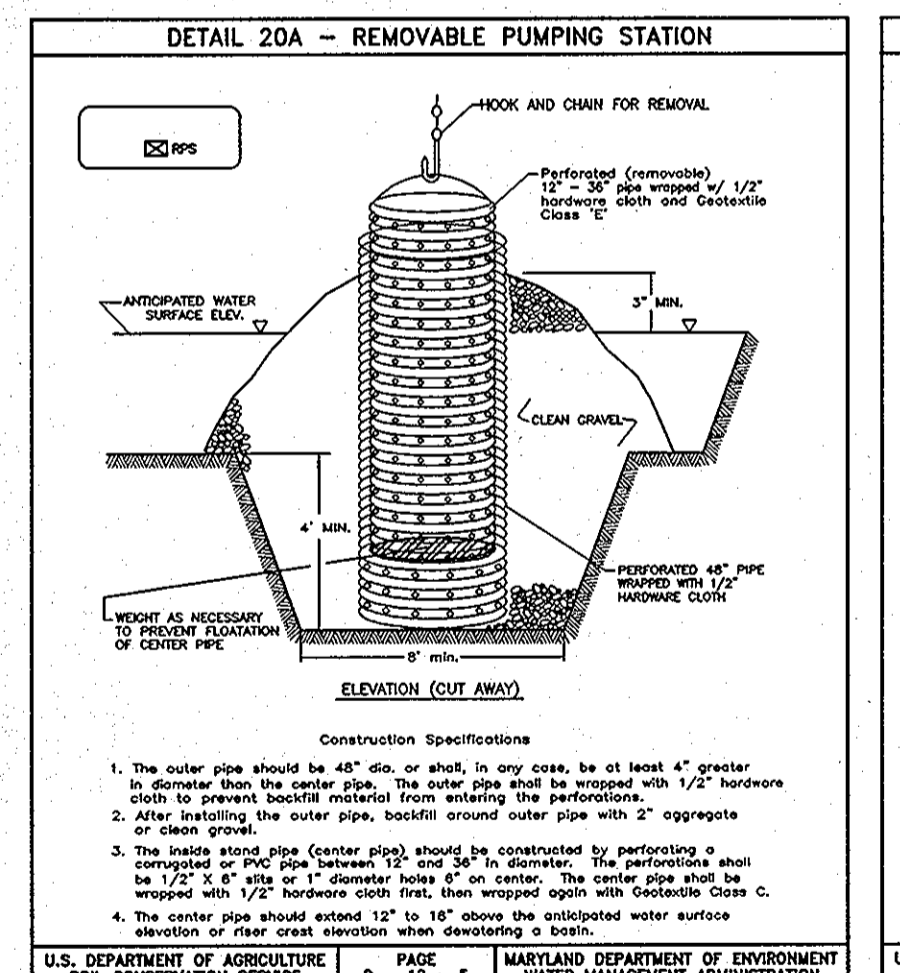 DETAIL 20A - REMOVABLE PUMPING STATION
HOOK AND CHAIN FOR REMOVAL
RPS
Perforated (removable)
12" - 36" pipe wrapped w/ 1/2"
hardware cloth and Geotextile
Class 'E'
ANTICIPATED WATER
SURFACE ELEV.
3" MIN.
CLEAN GRAVEL
4' MIN.
PERFORATED 48" PIPE
WRAPPED WITH 1/2"
HARDWARE CLOTH
WEIGHT AS NECESSARY
TO PREVENT FLOATATION
OF CENTER PIPE
8' min.
ELEVATION (CUT AWAY)
Construction Specifications
1. The outer pipe should be 48" dia. or shall, in any case, be at least 4" greater
in diameter than the center pipe. The outer pipe shall be wrapped with 1/2" hardware
cloth to prevent backfill material from entering the perforations.
2. After installing the outer pipe, backfill around outer pipe with 2" aggregate
or clean gravel.
3. The inside stand pipe (center pipe) should be constructed by perforating a
corrugated or PVC pipe between 12" and 36" in diameter. The perforations shall
be 1/2" X 6" slits or 1" diameter holes 6" on center. The center pipe shall be
wrapped with 1/2" hardware cloth first, then wrapped again with Geotextile Class C.
4. The center pipe should extend 12" to 16" above the anticipated water surface
elevation or riser crest elevation when dewatering a basin.
U.S. DEPARTMENT OF AGRICULTURE
PAGE
MARYLAND DEPARTMENT OF ENVIRONMENT